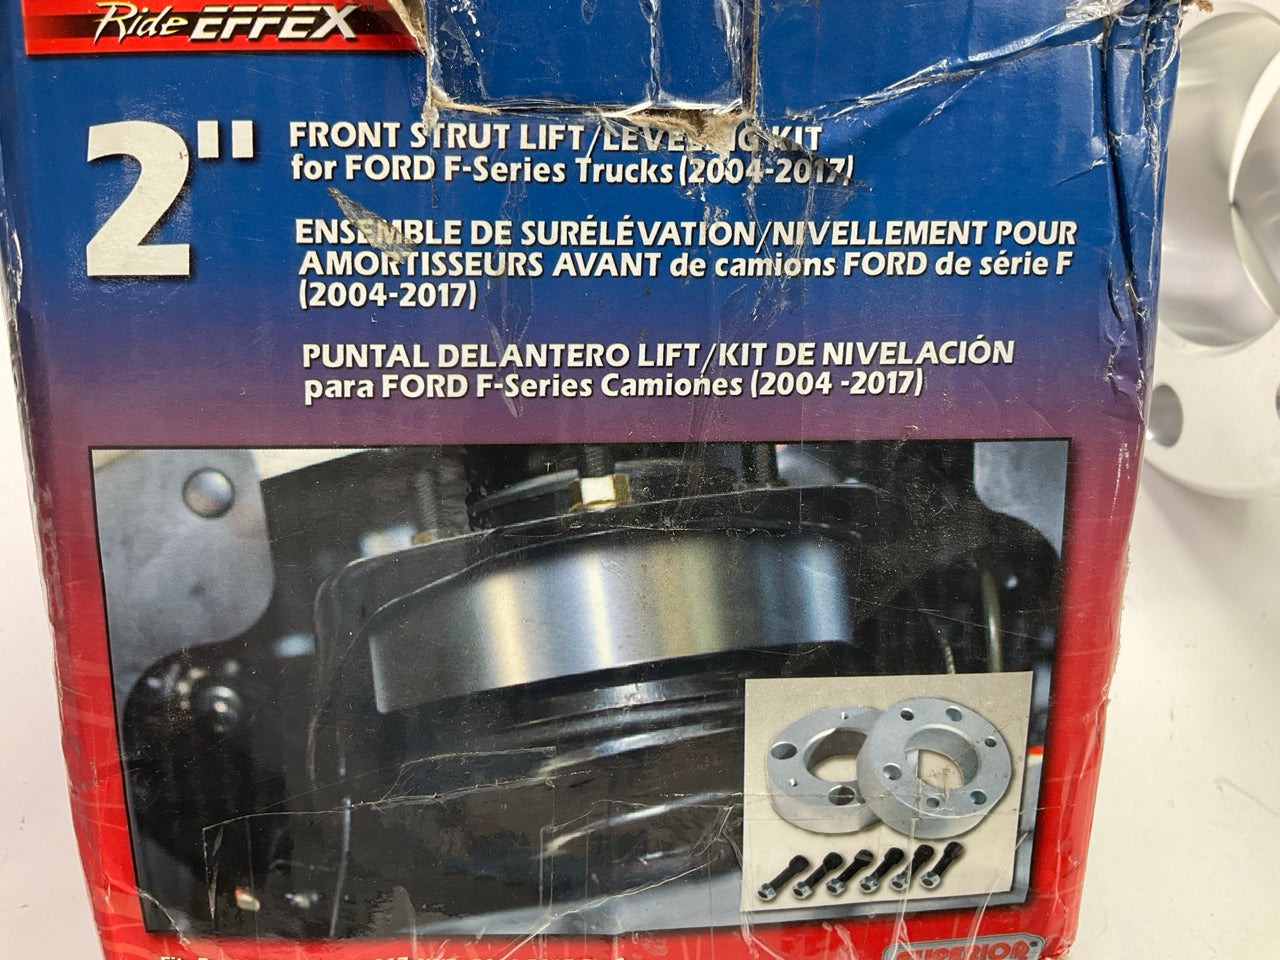 Ride EFFEX
2"
FRONT STRUT LIFT/LEVELING KIT
for FORD F-Series Trucks (2004-2017)
ENSEMBLE DE SURÉLÉVATION/NIVELLEMENT POUR
AMORTISSEURS AVANT de camions FORD de série F
(2004-2017)
PUNTAL DELANTERO LIFT/KIT DE NIVELACIÓN
para FORD F-Series Camiones (2004 -2017)
SUPERIOR